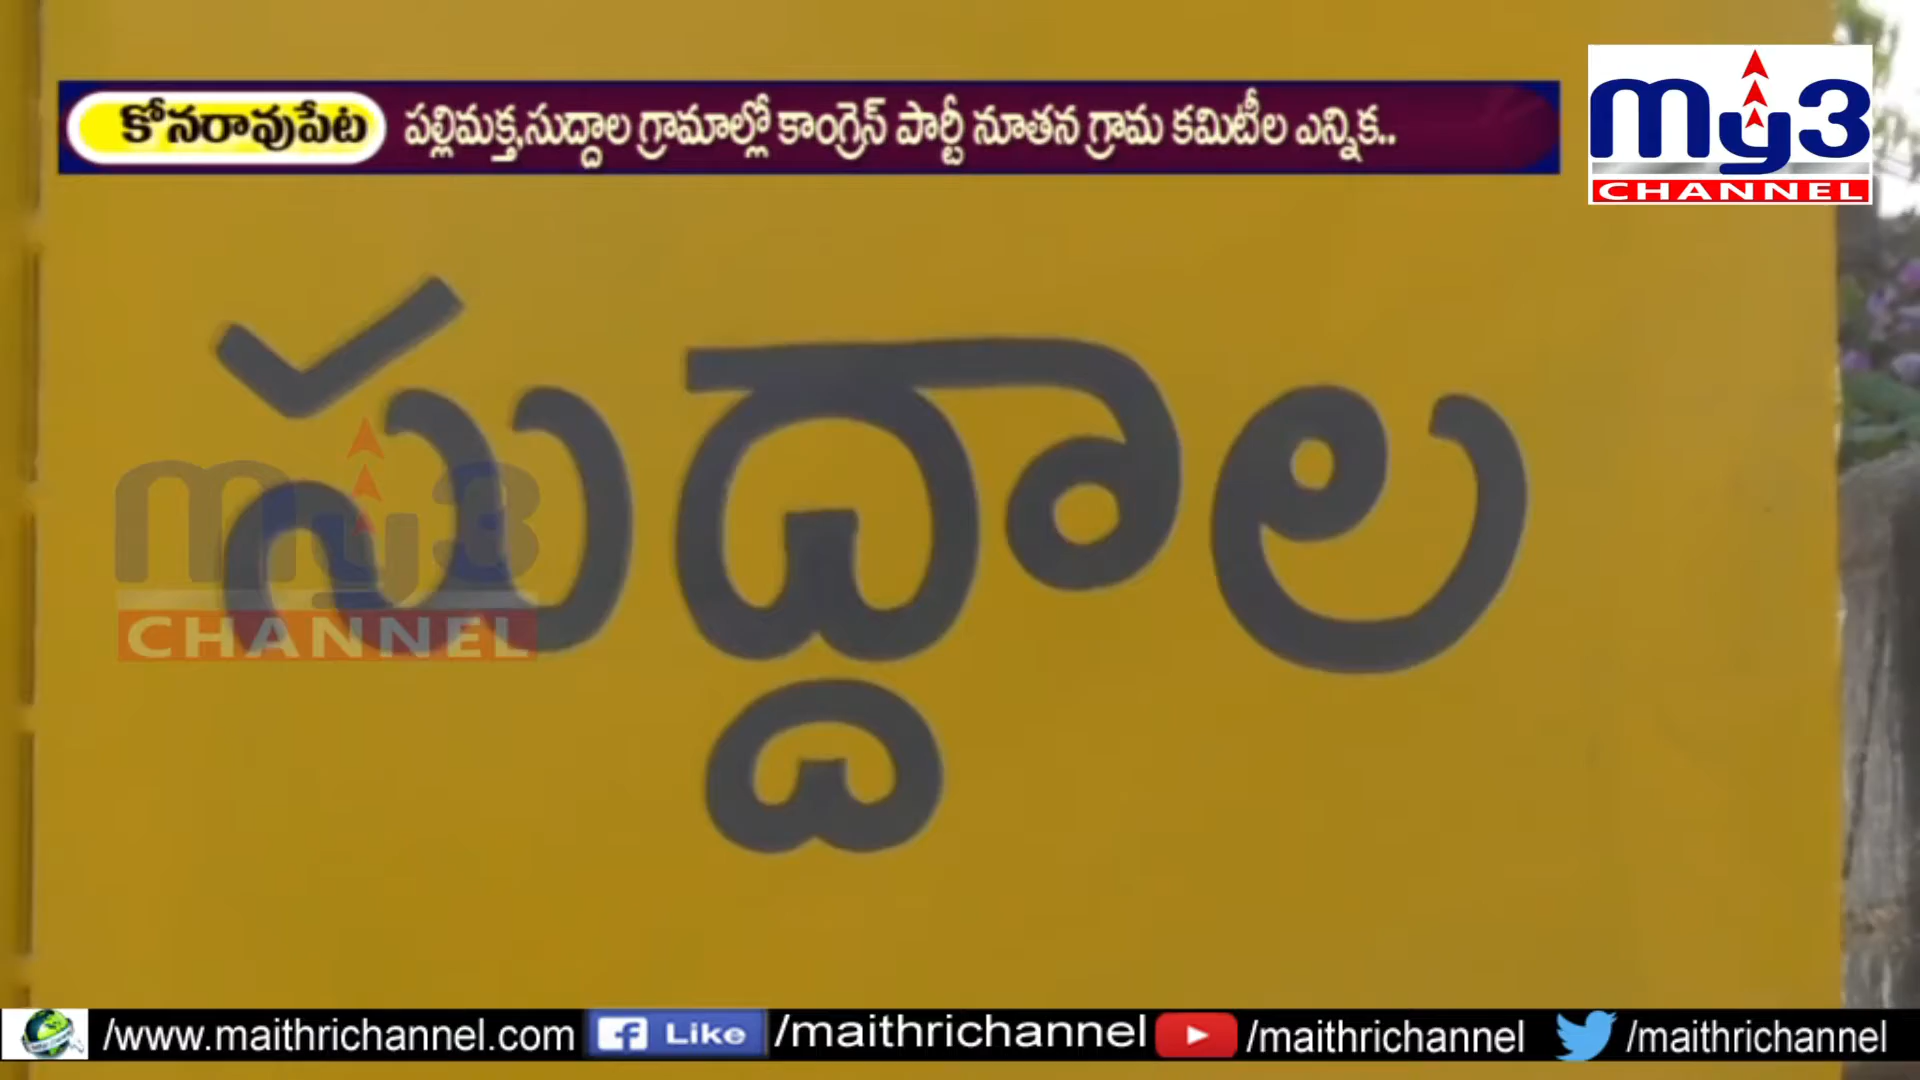 కోనరావుపేట పల్లిమక్త,సుద్దాల గ్రామాల్లో కాంగ్రెస్ పార్టీ నూతన గ్రామ కమిటీల ఎన్నిక..
my3
CHANNEL
సుద్దాల
my3
CHANNEL
/www.maithrichannel.com f Like /maithrichannel /maithrichannel /maithrichannel